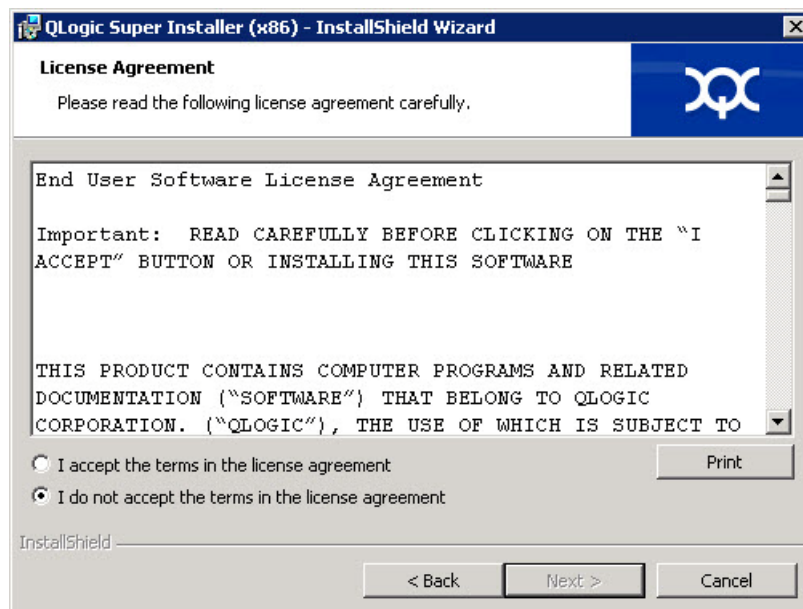 QLogic Super Installer (x86) - InstallShield Wizard
License Agreement
Please read the following license agreement carefully.
End User Software License Agreement
Important:  READ CAREFULLY BEFORE CLICKING ON THE “I
ACCEPT” BUTTON OR INSTALLING THIS SOFTWARE
THIS PRODUCT CONTAINS COMPUTER PROGRAMS AND RELATED
DOCUMENTATION (“SOFTWARE”) THAT BELONG TO QLOGIC
CORPORATION. (“QLOGIC”), THE USE OF WHICH IS SUBJECT TO
I accept the terms in the license agreement
Print
I do not accept the terms in the license agreement
InstallShield
< Back
Next >
Cancel